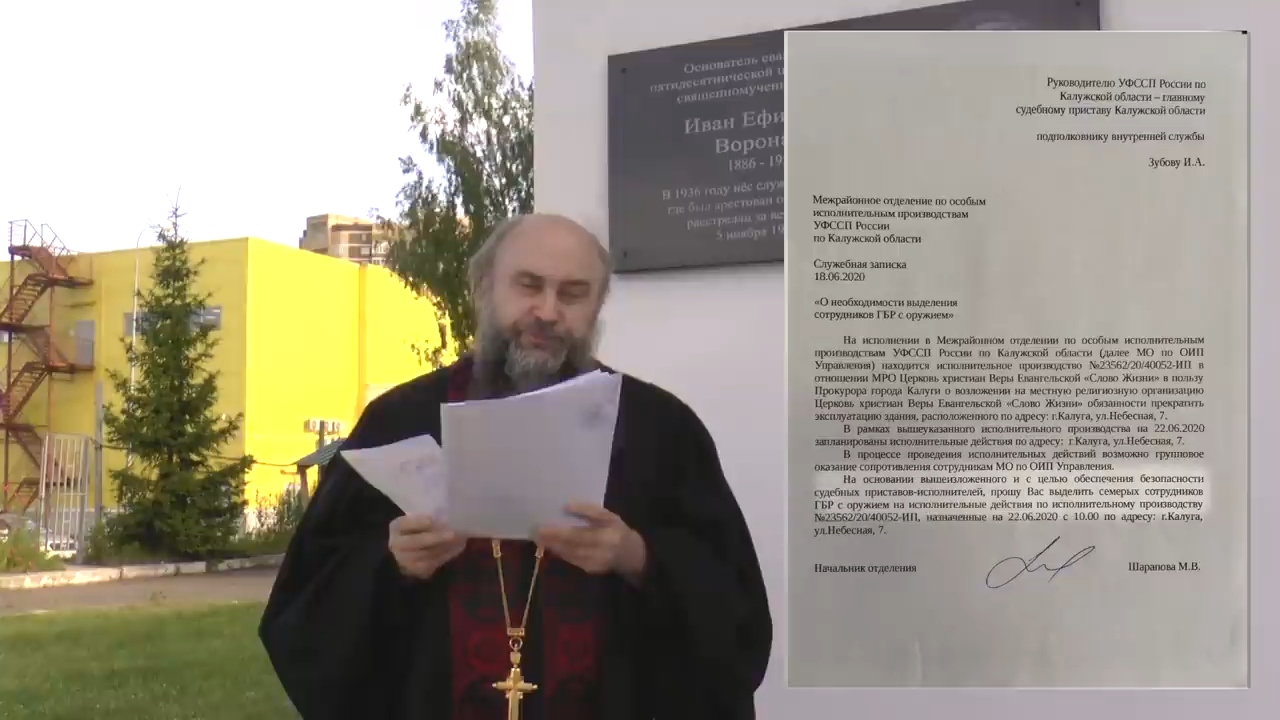 Основатель
пятидесятнической
Иван
1886 - 19
В 1936 году нёс
где был арестован
расстрелян за
5 ноября 19
Руководителю УФССП России по
Калужской области – главному
судебному приставу Калужской области
подполковнику внутренней службы
Зубову И.А.
Межрайонное отделение по особым
исполнительным производствам
УФССП России
по Калужской области
Служебная записка
18.06.2020
«О необходимости выделения
сотрудников ГБР с оружием»
На исполнении в Межрайонном отделении по особым исполнительным
производствам УФССП России по Калужской области (далее МО по ОИП
Управления) находится исполнительное производство №23562/20/40052-ИП в
отношении МРО Церковь христиан Веры Евангельской «Слово Жизни» в пользу
Прокурора города Калуги о возложении на местную религиозную организацию
Церковь христиан Веры Евангельской «Слово Жизни» обязанности прекратить
эксплуатацию здания, расположенного по адресу: г.Калуга, ул.Небесная, 7.
В рамках вышеуказанного исполнительного производства на 22.06.2020
запланированы исполнительные действия по адресу: г.Калуга, ул.Небесная, 7.
В процессе проведения исполнительных действий возможно групповое
оказание сопротивления сотрудникам МО по ОИП Управления.
На основании вышеизложенного и с целью обеспечения безопасности
судебных приставов-исполнителей, прошу Вас выделить семерых сотрудников
ГБР с оружием на исполнительные действия по исполнительному производству
№23562/20/40052-ИП, назначенные на 22.06.2020 с 10.00 по адресу: г.Калуга,
ул.Небесная, 7.
Начальник отделения Шарапова М.В.